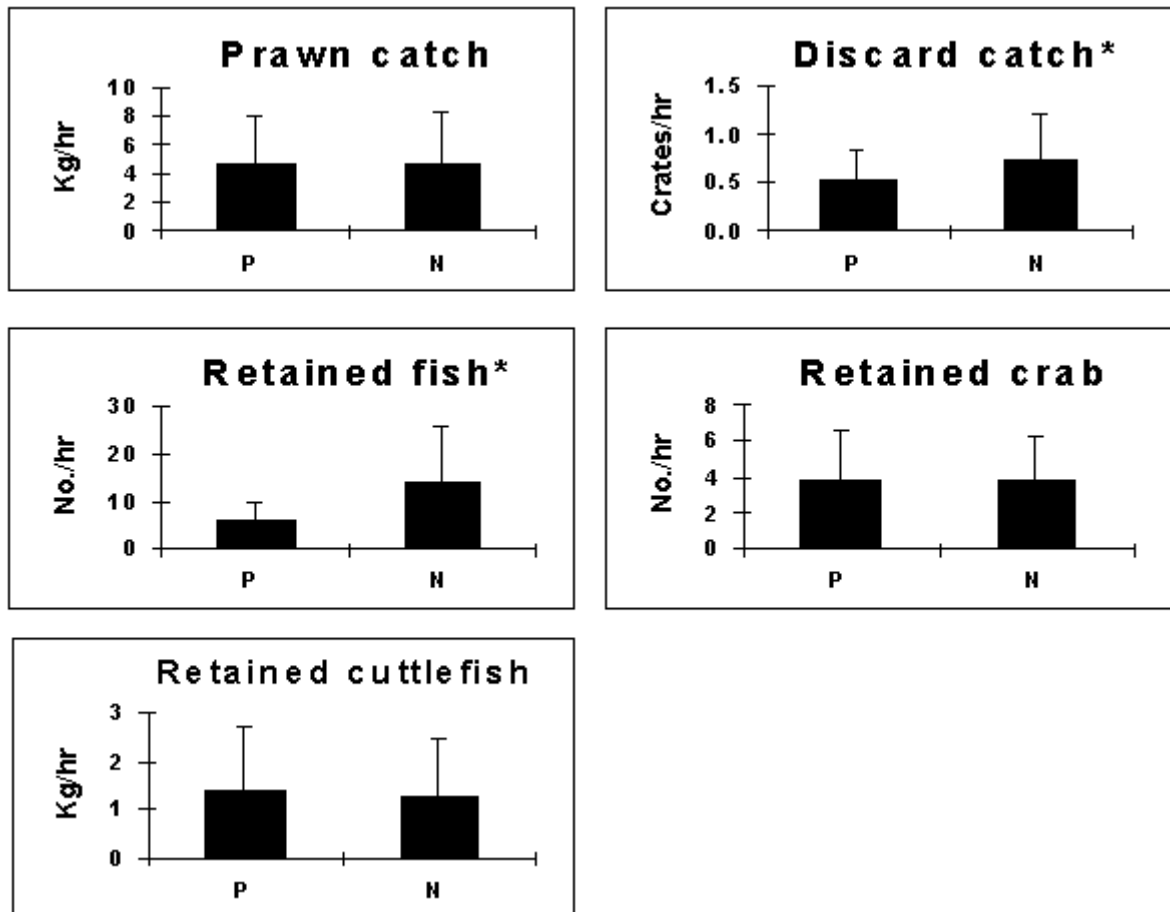 Prawn catch
Kg/hr
10
8
6
4
2
0
P N
Discard catch*
Crates/hr
1.5
1.0
0.5
0.0
P N
Retained fish*
No./hr
30
20
10
0
P N
Retained crab
No./hr
8
6
4
2
0
P N
Retained cuttlefish
Kg/hr
3
2
1
0
P N